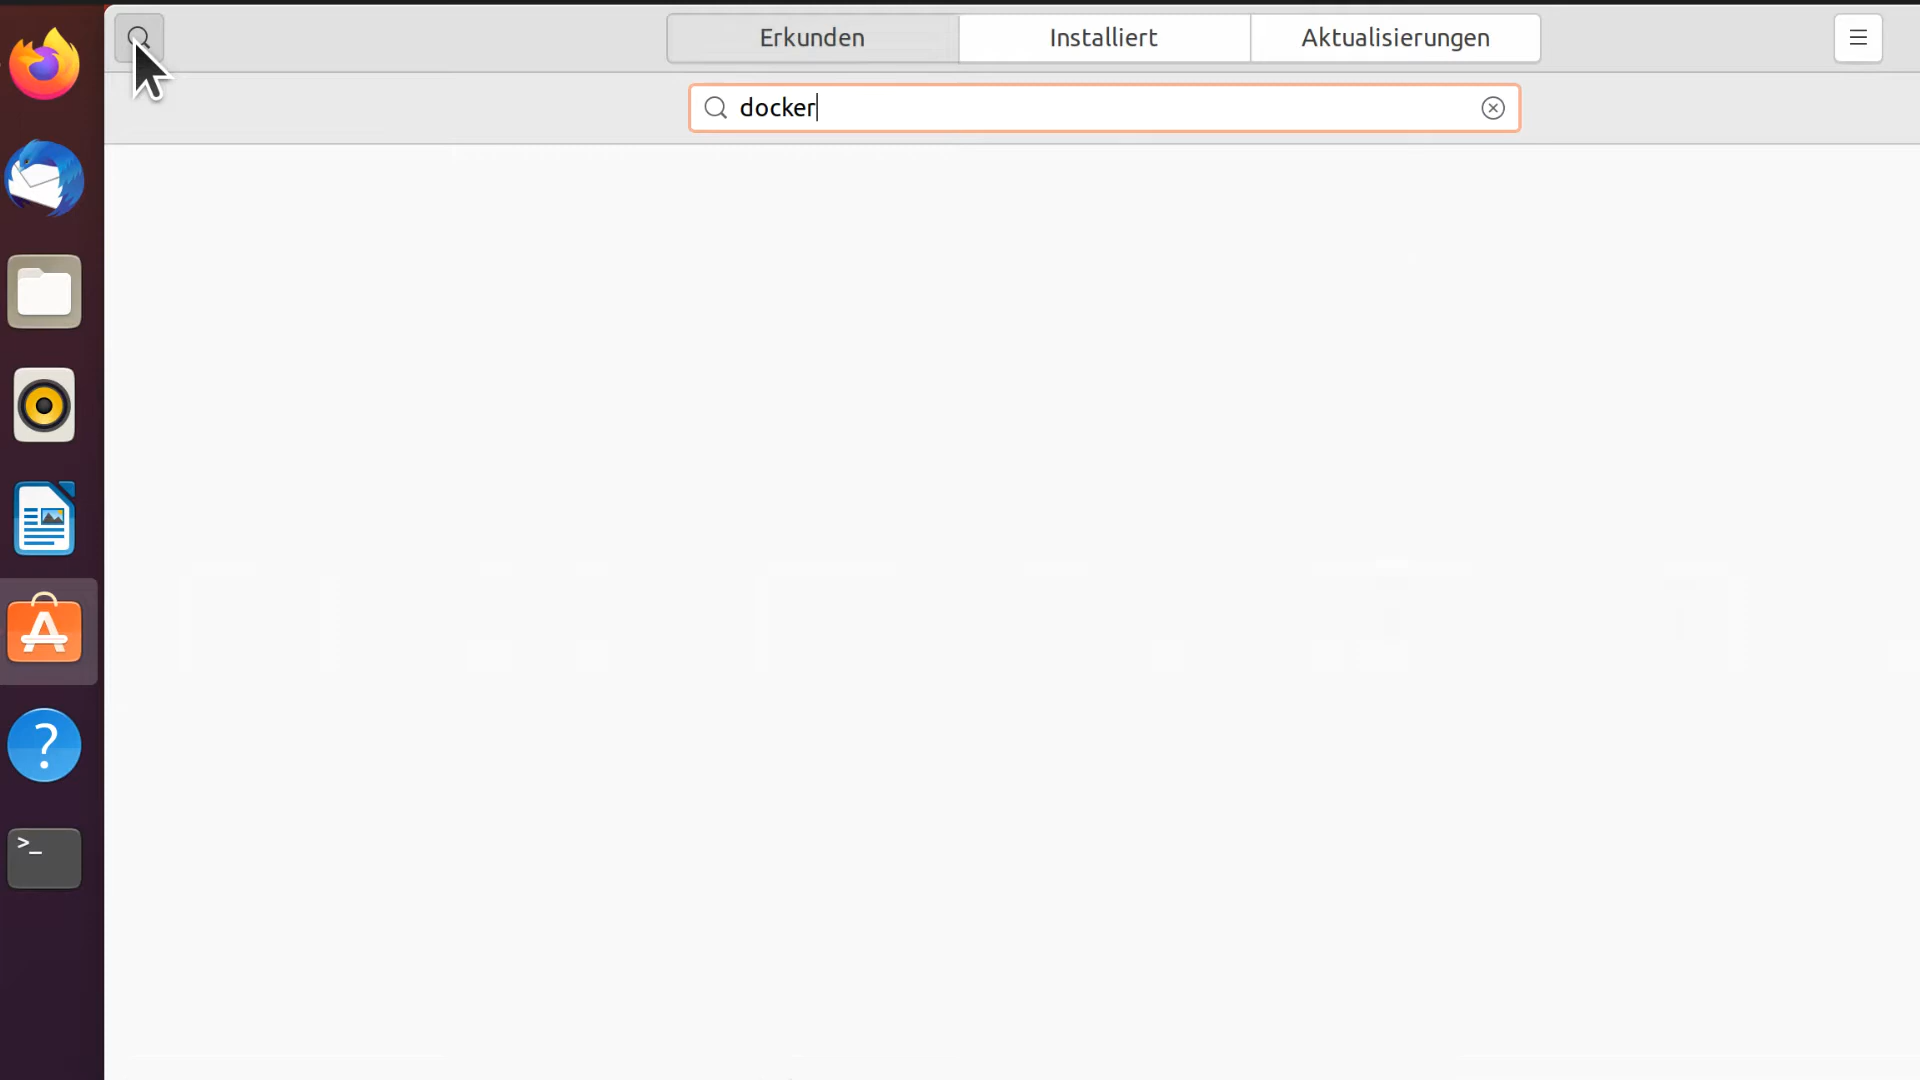 Erkunden
Installiert
Aktualisierungen
docker
>_